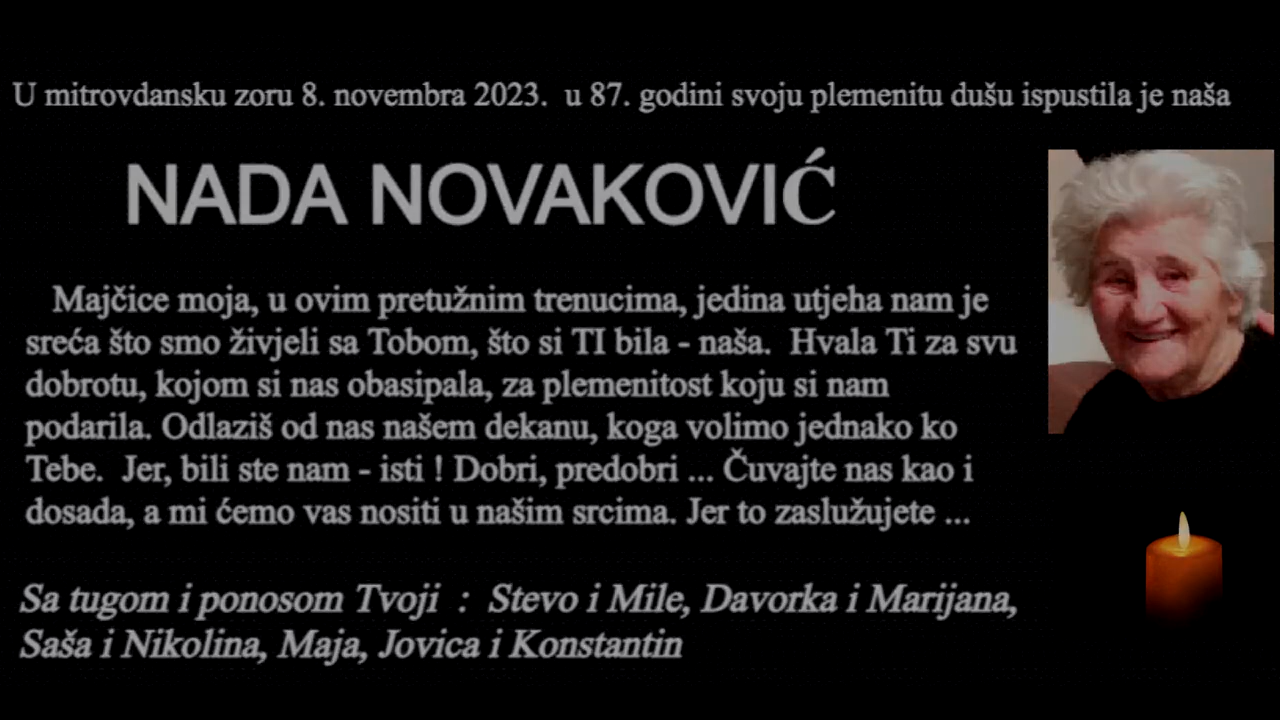 U mitrovdansku zoru 8. novembra 2023.  u 87. godini svoju plemenitu dušu ispustila je naša
NADA NOVAKOVIĆ
Majčice moja, u ovim pretužnim trenucima, jedina utjeha nam je
sreća što smo živjeli sa Tobom, što si TI bila - naša.  Hvala Ti za svu
dobrotu, kojom si nas obasipala, za plemenitost koju si nam
podarila. Odlaziš od nas našem dekanu, koga volimo jednako ko
Tebe.  Jer, bili ste nam - isti ! Dobri, predobri ... Čuvajte nas kao i
dosada, a mi ćemo vas nositi u našim srcima. Jer to zaslužujete ...
Sa tugom i ponosom Tvoji  :  Stevo i Mile, Davorka i Marijana,
Saša i Nikolina, Maja, Jovica i Konstantin